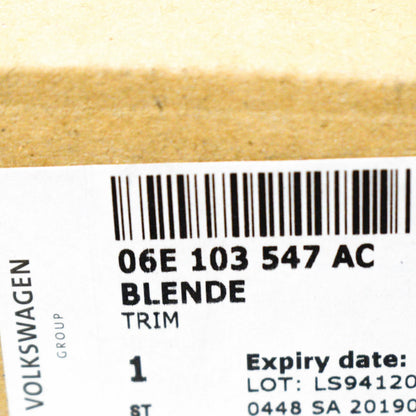 VOLKSWAGEN
GROUP
06E 103 547 AC
BLENDE
TRIM
1
ST
Expiry date:
LOT: LS94120
0448 SA 20190